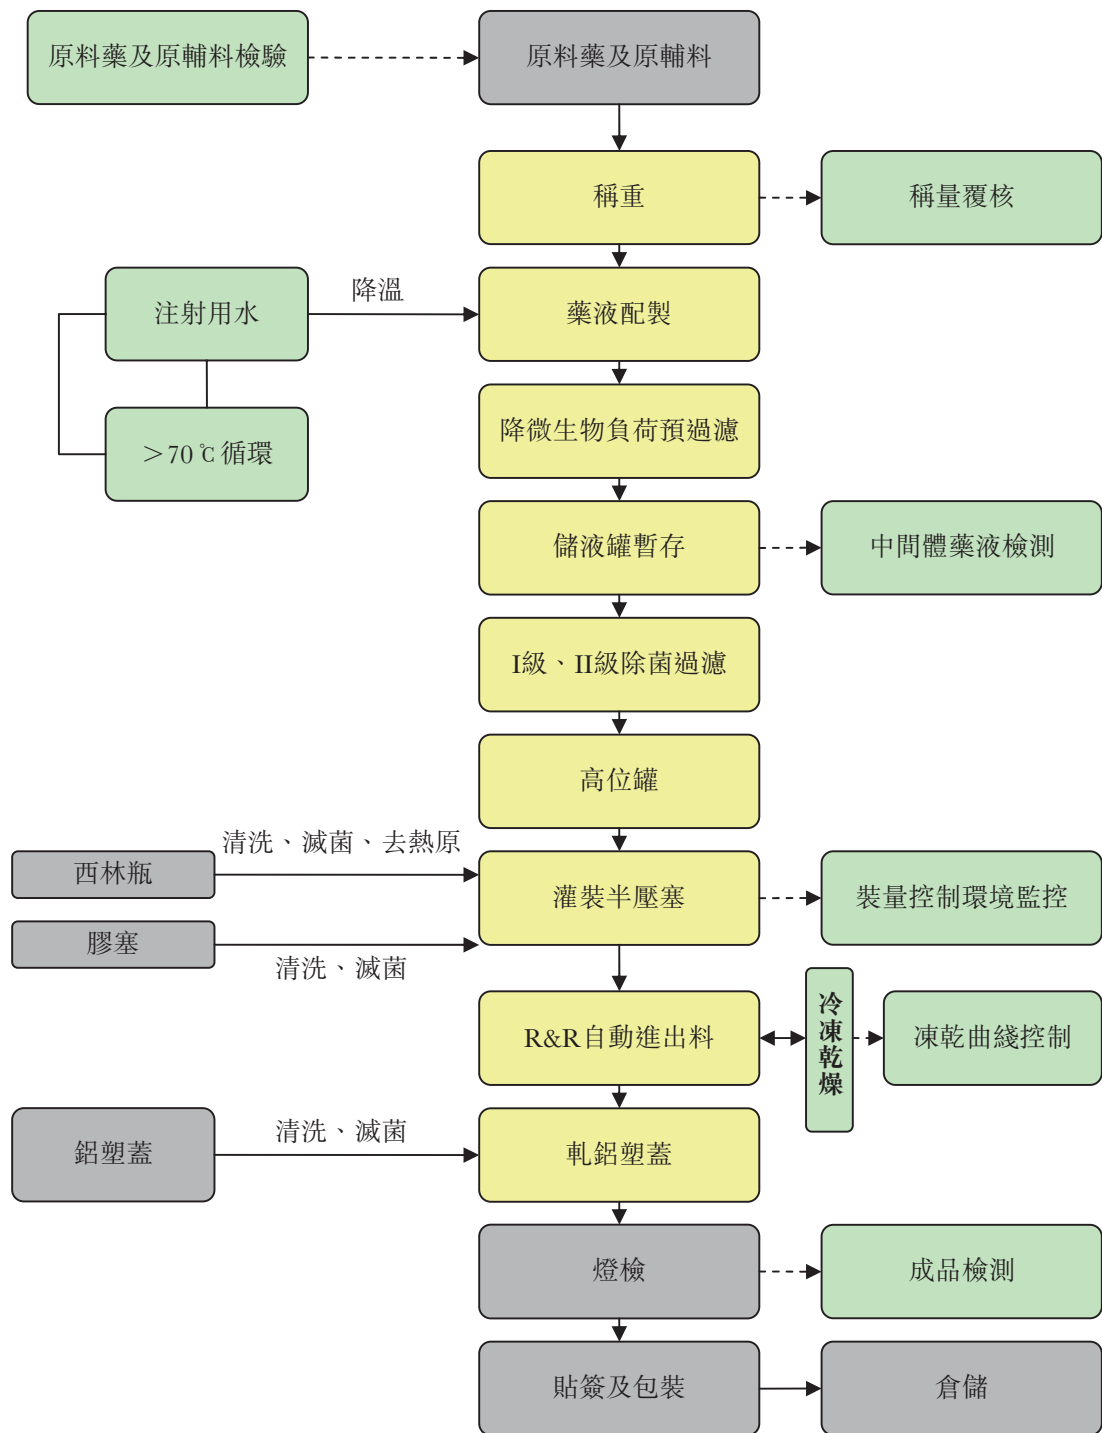 原料藥及原輔料檢驗
原料藥及原輔料
稱重
稱量覆核
降溫
注射用水
藥液配製
降微生物負荷預過濾
＞70℃循環
儲液罐暫存
中間體藥液檢測
I級、II級除菌過濾
高位罐
清洗、滅菌、去熱原
西林瓶
灌裝半壓塞
裝量控制環境監控
膠塞
清洗、滅菌
R&R自動進出料
冷凍乾燥
凍乾曲綫控制
清洗、滅菌
鋁塑蓋
軋鋁塑蓋
燈檢
成品檢測
貼簽及包裝
倉儲